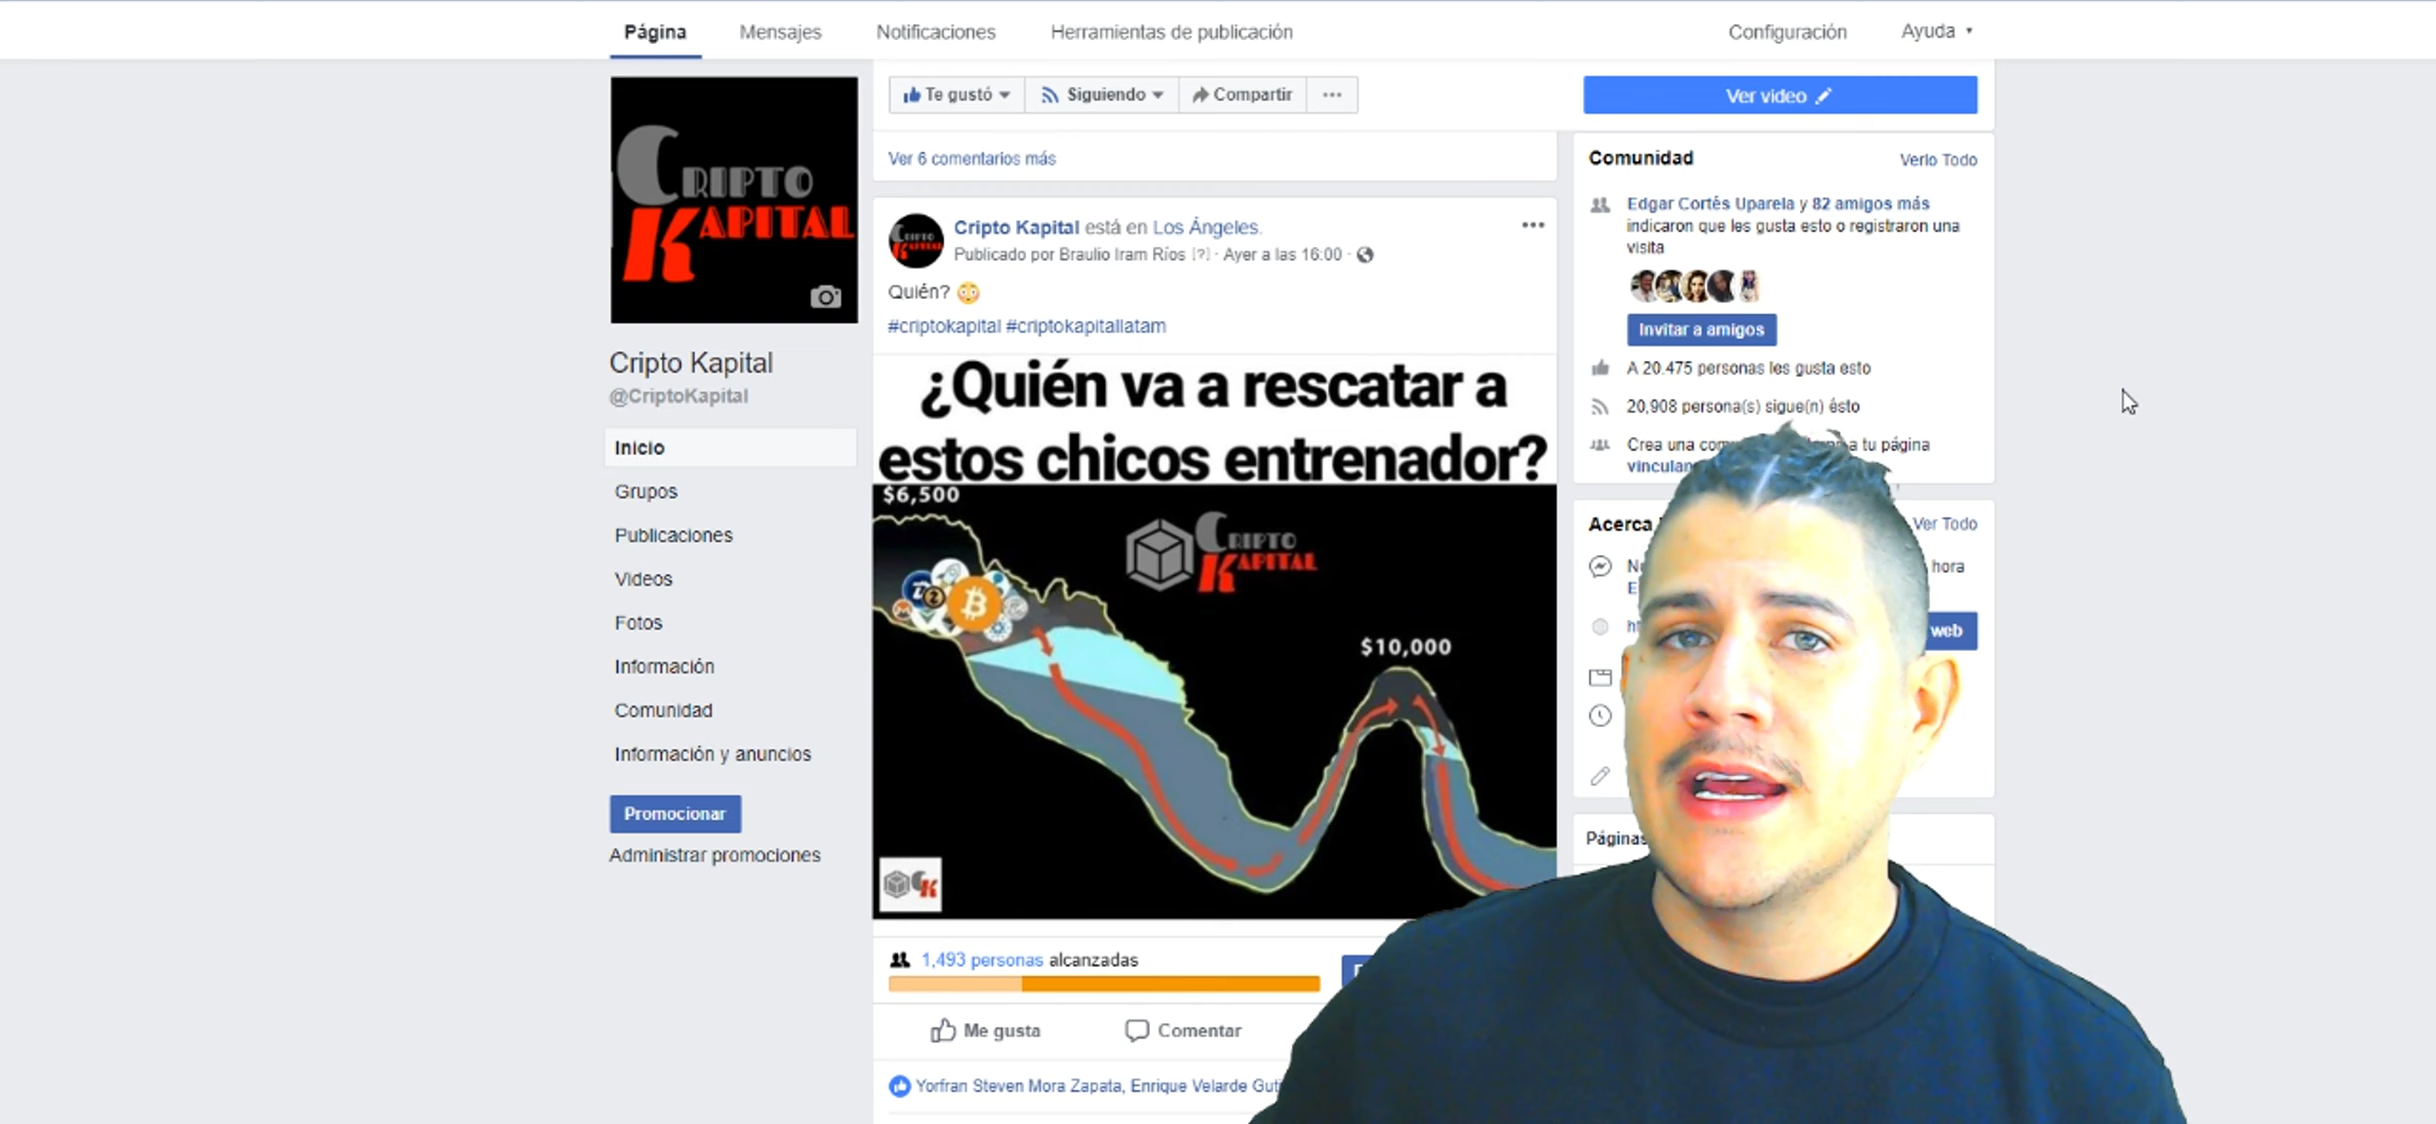 Página
Mensajes
Notificaciones
Herramientas de publicación
Configuración
Ayuda
Te gustó
Siguiendo
Compartir
Ver video
CRIPTO
KAPITAL
Cripto Kapital
@CriptoKapital
Inicio
Grupos
Publicaciones
Videos
Fotos
Información
Comunidad
Información y anuncios
Promocionar
Administrar promociones
Ver 6 comentarios más
CRIPTO
KAPITAL
Cripto Kapital está en Los Ángeles.
Publicado por Braulio Iram Ríos [?] · Ayer a las 16:00 ·
Quién?
#criptokapital #criptokapitallatam
¿Quién va a rescatar a
estos chicos entrenador?
$6,500
CRIPTO
KAPITAL
$10,000
CK
1,493 personas alcanzadas
Me gusta
Comentar
Yorfran Steven Mora Zapata, Enrique Velarde
Comunidad
Verlo Todo
Edgar Cortés Uparela y 82 amigos más
indicaron que les gusta esto o registraron una
visita
Invitar a amigos
A 20.475 personas les gusta esto
20,908 persona(s) sigue(n) ésto
Crea una a tu página
Acerca
Ver Todo
hora
web
Páginas